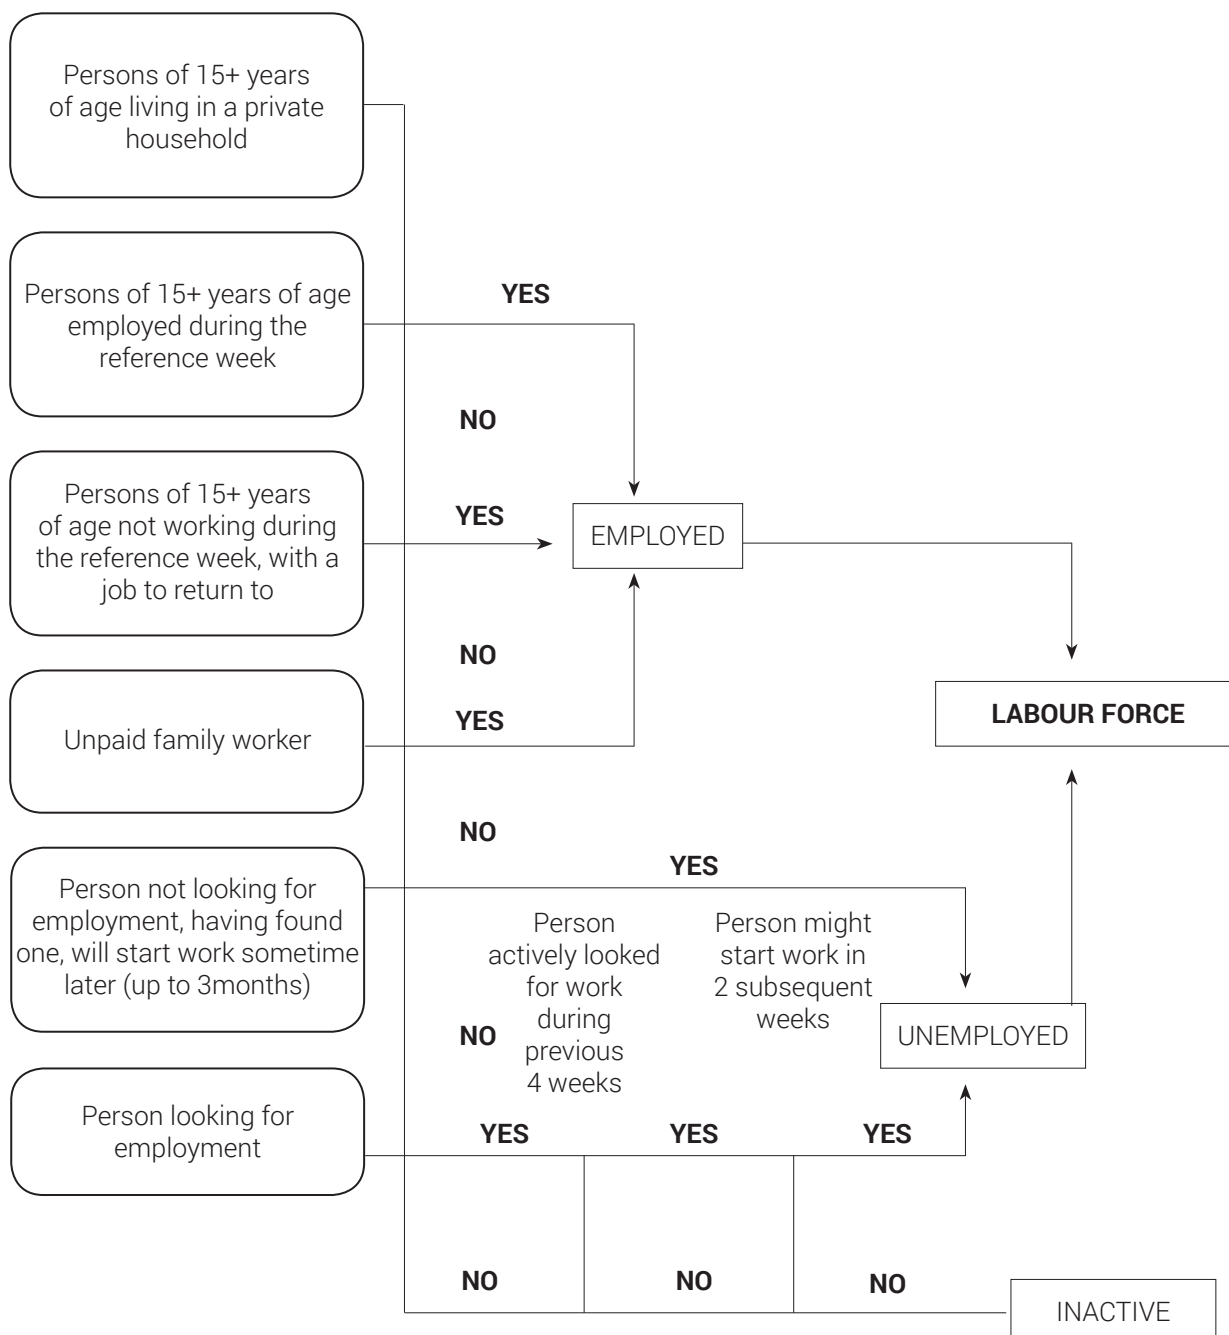 Persons of 15+ years
of age living in a private
household
Persons of 15+ years of age
employed during the
reference week
YES
NO
Persons of 15+ years
of age not working during
the reference week, with a
job to return to
YES
EMPLOYED
NO
Unpaid family worker
YES
LABOUR FORCE
NO
YES
Person not looking for
employment, having found
one, will start work sometime
later (up to 3months)
Person
actively looked
for work
during
previous
4 weeks
Person might
start work in
2 subsequent
weeks
NO
UNEMPLOYED
Person looking for
employment
YES
YES
YES
NO
NO
NO
INACTIVE